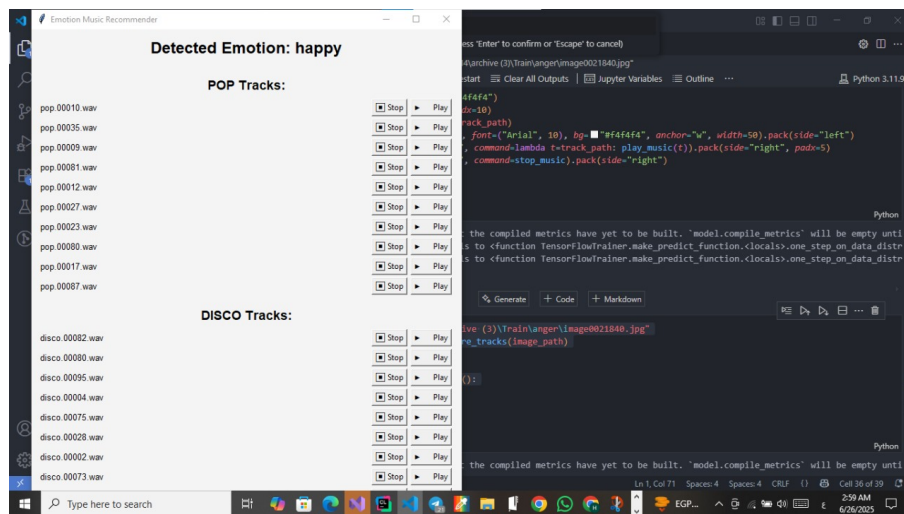 Emotion Music Recommender
Detected Emotion: happy
POP Tracks:
pop.00010.wav Stop Play
pop.00035.wav Stop Play
pop.00009.wav Stop Play
pop.00081.wav Stop Play
pop.00012.wav Stop Play
pop.00027.wav Stop Play
pop.00023.wav Stop Play
pop.00080.wav Stop Play
pop.00017.wav Stop Play
pop.00087.wav Stop Play
DISCO Tracks:
disco.00082.wav Stop Play
disco.00080.wav Stop Play
disco.00095.wav Stop Play
disco.00004.wav Stop Play
disco.00075.wav Stop Play
disco.00028.wav Stop Play
disco.00002.wav Stop Play
disco.00073.wav Stop Play
ess 'Enter' to confirm or 'Escape' to cancel)
04\archive (3)\Train\anger\image0021840.jpg"
estart Clear All Outputs Jupyter Variables Outline ... Python 3.11.9
4f4f4")
dx=10)
rack_path)
, font=("Arial", 10), bg="#f4f4f4", anchor="w", width=50).pack(side="left")
, command=lambda t=track_path: play_music(t)).pack(side="right", padx=5)
, command=stop_music).pack(side="right")
Python
: the compiled metrics have yet to be built. `model.compile_metrics` will be empty unti
is to <function TensorFlowTrainer.make_predict_function.<locals>.one_step_on_data_distr
is to <function TensorFlowTrainer.make_predict_function.<locals>.one_step_on_data_distr
Generate + Code + Markdown
ive (3)\Train\anger\image0021840.jpg"
re_tracks(image_path)
():
Python
: the compiled metrics have yet to be built. `model.compile_metrics` will be empty unti
Ln 1, Col 71 Spaces: 4 Spaces: 4 CRLF {} Cell 36 of 39
Type here to search
EGP...
2:59 AM
6/26/2025